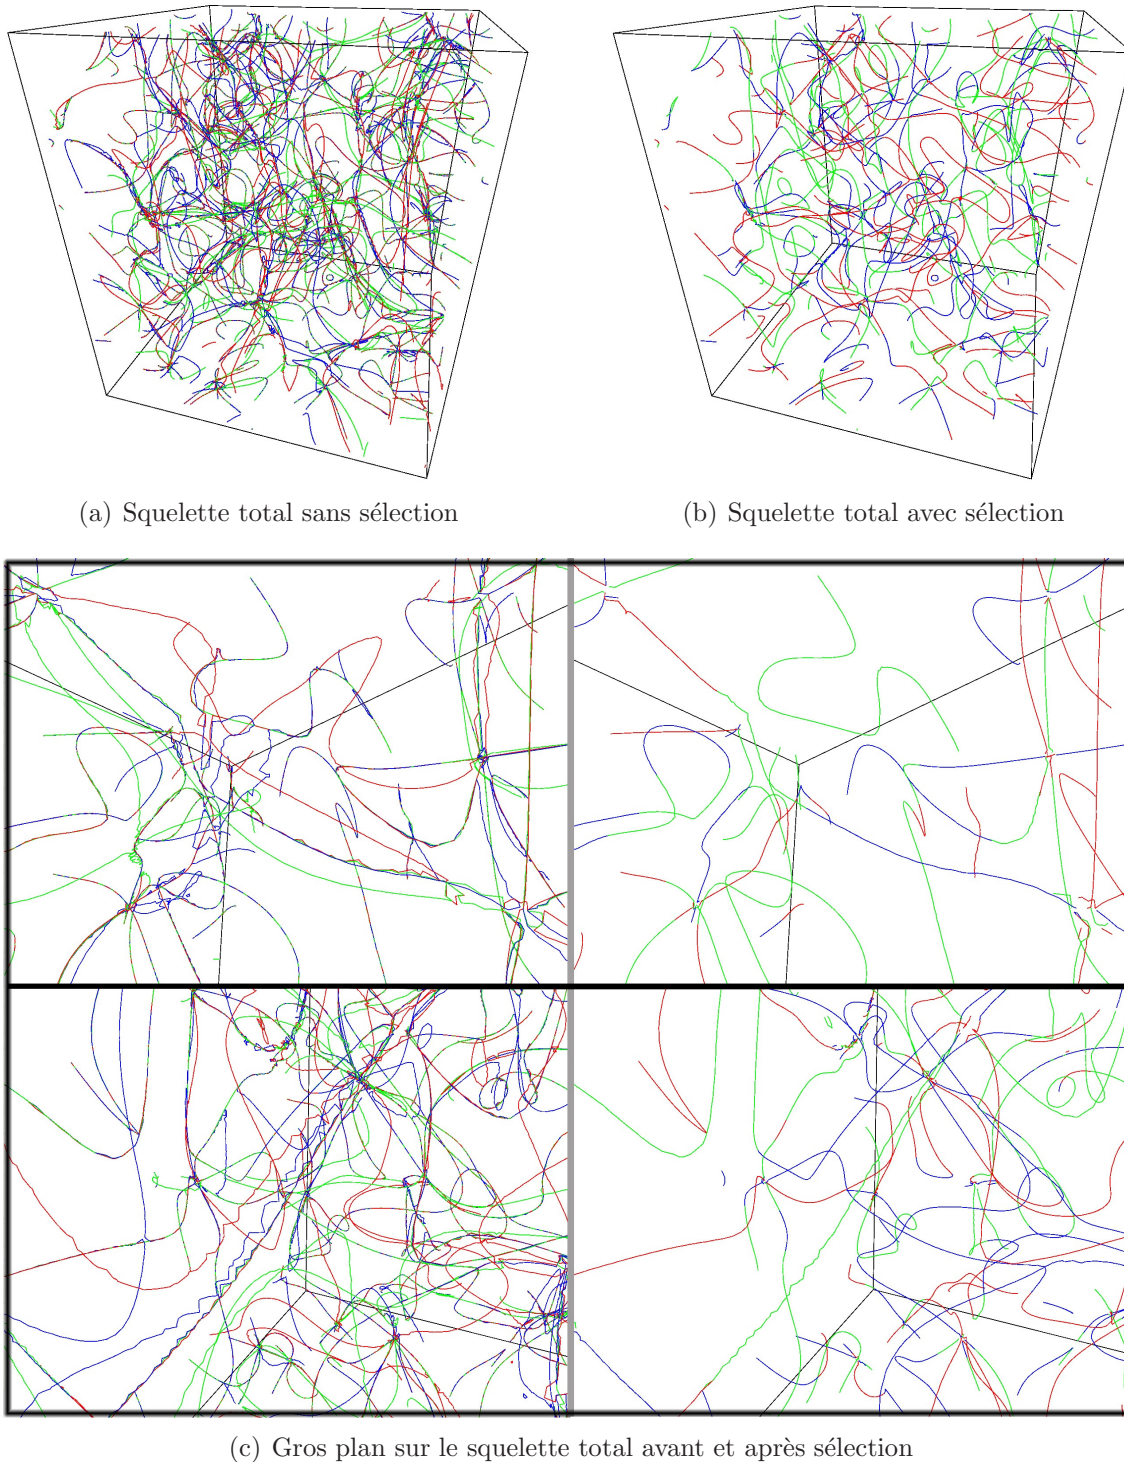 (a) Squelette total sans sélection
(b) Squelette total avec sélection
(c) Gros plan sur le squelette total avant et après sélection